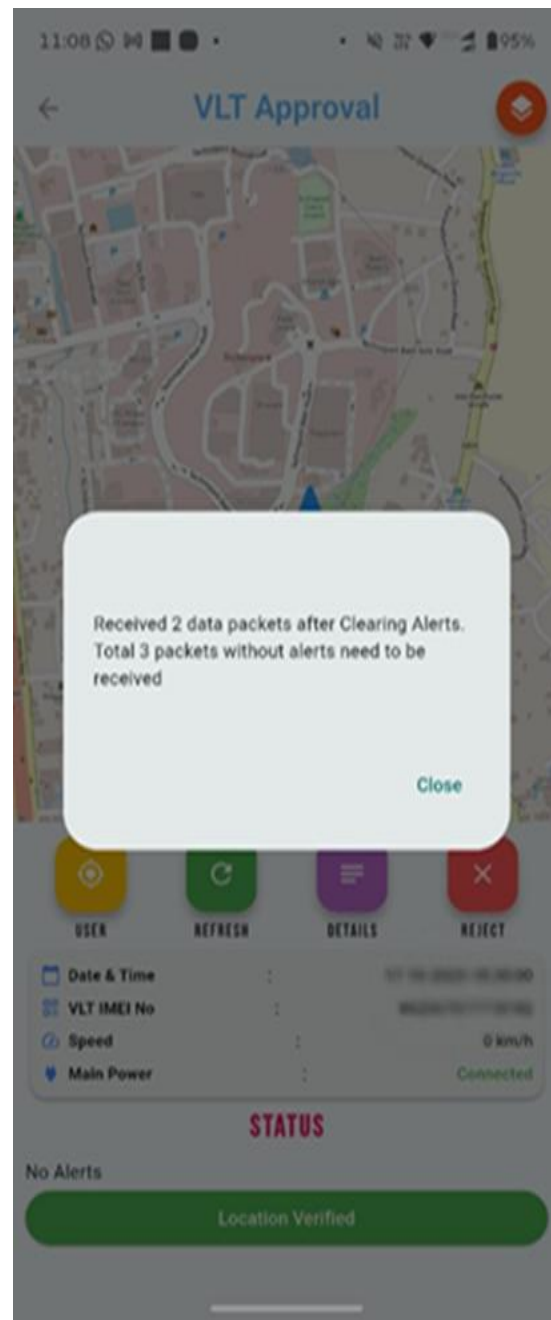 11:08
95%
VLT Approval
Received 2 data packets after Clearing Alerts.
Total 3 packets without alerts need to be
received
Close
USER REFRESH DETAILS REJECT
Date & Time :
VLT IMEI No :
Speed : 0 km/h
Main Power : Connected
STATUS
No Alerts
Location Verified